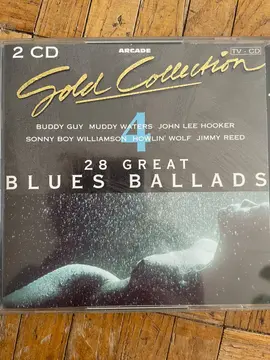 2 CD
ARCADE
TV - CD
Gold Collection
4
BUDDY GUY MUDDY WATERS JOHN LEE HOOKER
SONNY BOY WILLIAMSON HOWLIN' WOLF JIMMY REED
28 GREAT
BLUES BALLADS